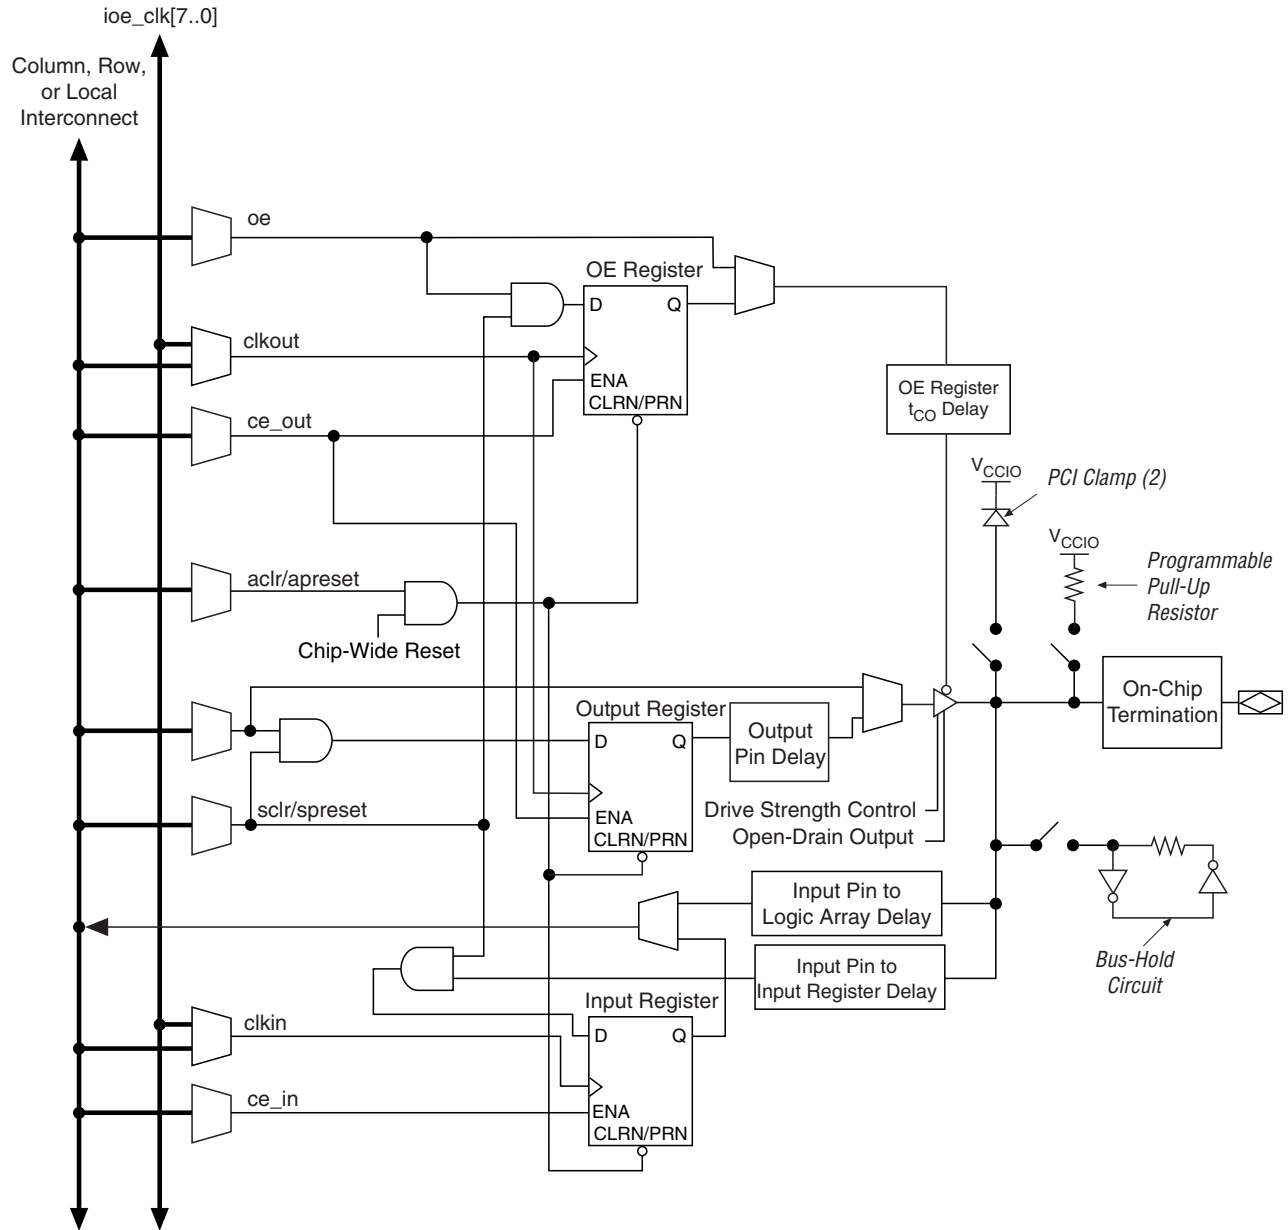 ioe_clk[7..0]
Column, Row,
or Local
Interconnect
oe
OE Register
D
Q
clkout
ENA
CLRN/PRN
OE Register
tCO Delay
ce_out
VCCIO
PCI Clamp (2)
VCCIO
Programmable
Pull-Up
Resistor
aclr/apreset
Chip-Wide Reset
On-Chip
Termination
Output Register
D
Q
Output
Pin Delay
sclr/spreset
ENA
CLRN/PRN
Drive Strength Control
Open-Drain Output
Input Pin to
Logic Array Delay
Input Pin to
Input Register Delay
Bus-Hold
Circuit
Input Register
clkin
D
Q
ce_in
ENA
CLRN/PRN